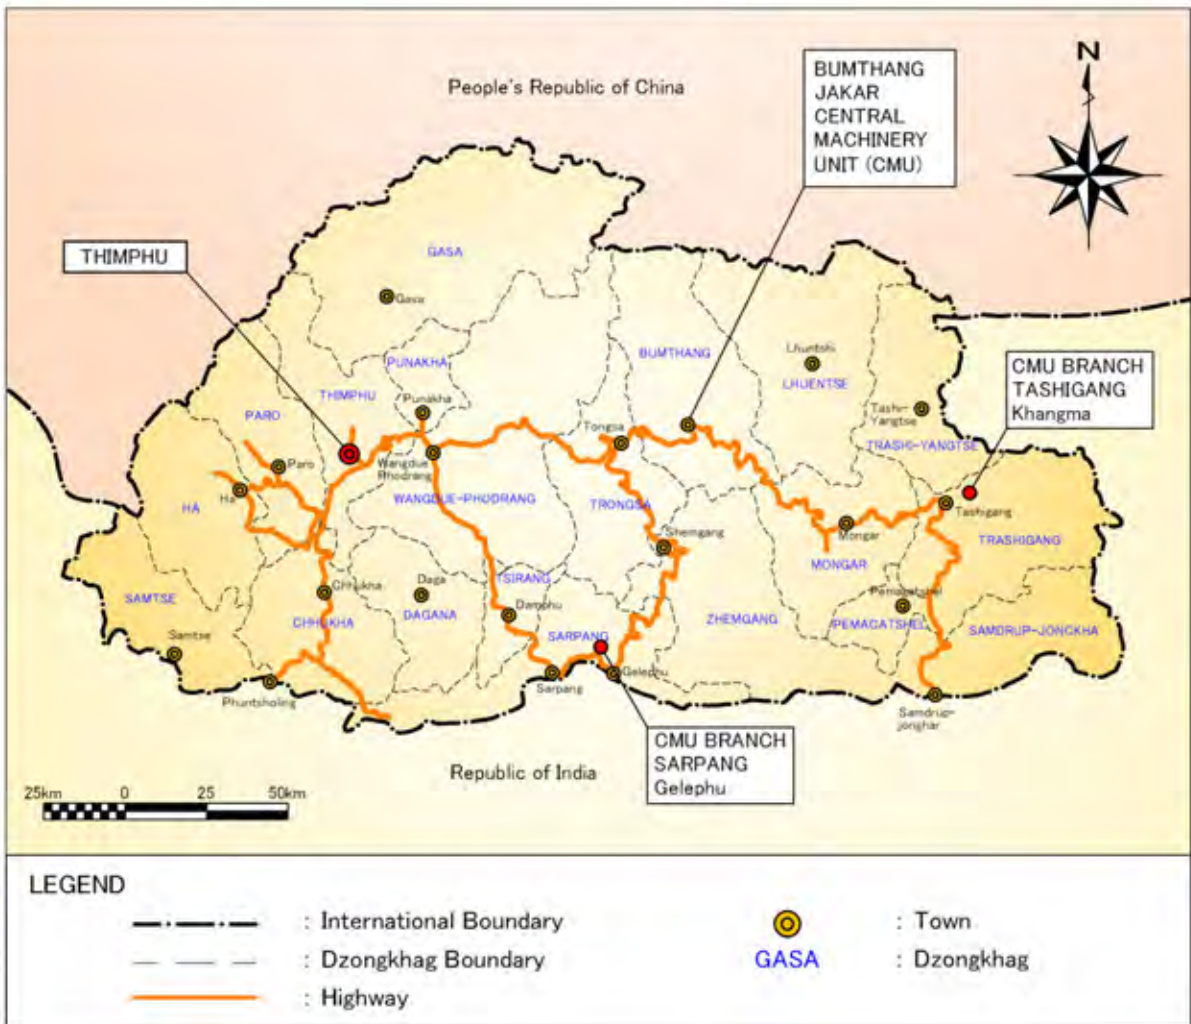 People's Republic of China
BUMTHANG
JAKAR
CENTRAL
MACHINERY
UNIT (CMU)
N
THIMPHU
GASA
Gasa
PUNAKHA
BUMTHANG
Lhuntshi
LHUENTSE
CMU BRANCH
TASHIGANG
Khangma
THIMPHU
PARO
Punakha
Tashi-
Yangtse
TRASHI-YANGTSE
Tongsa
Paro
Wangdue
Phodrang
WANGDUE-PHODRANG
Ha
HA
TRONGSA
Tashigang
Mongar
TRASHIGANG
Shemgang
MONGAR
TSIRANG
Chhukha
Daga
DAGANA
Damphu
SAMTSE
CHHUKHA
ZHEMGANG
Pemagatshel
PEMAGATSHEL
SAMDRUP-JONGKHA
SARPANG
Samtse
Phuntsholing
Sarpang
Gelephu
Samdrup-
jonghar
CMU BRANCH
SARPANG
Gelephu
Republic of India
25km 0 25 50km
LEGEND
: International Boundary
: Town
: Dzongkhag Boundary
GASA : Dzongkhag
: Highway